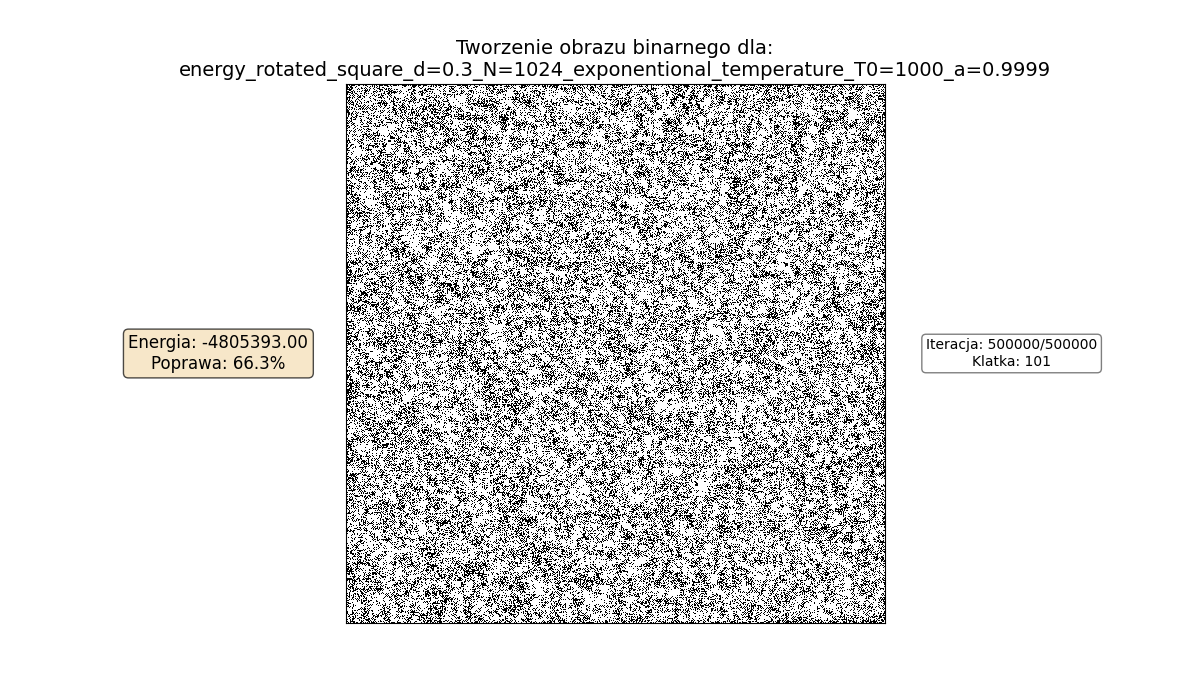 Tworzenie obrazu binarnego dla:
energy_rotated_square_d=0.3_N=1024_exponentional_temperature_T0=1000_a=0.9999
Energia: -4805393.00
Poprawa: 66.3%
Iteracja: 500000/500000
Klatka: 101